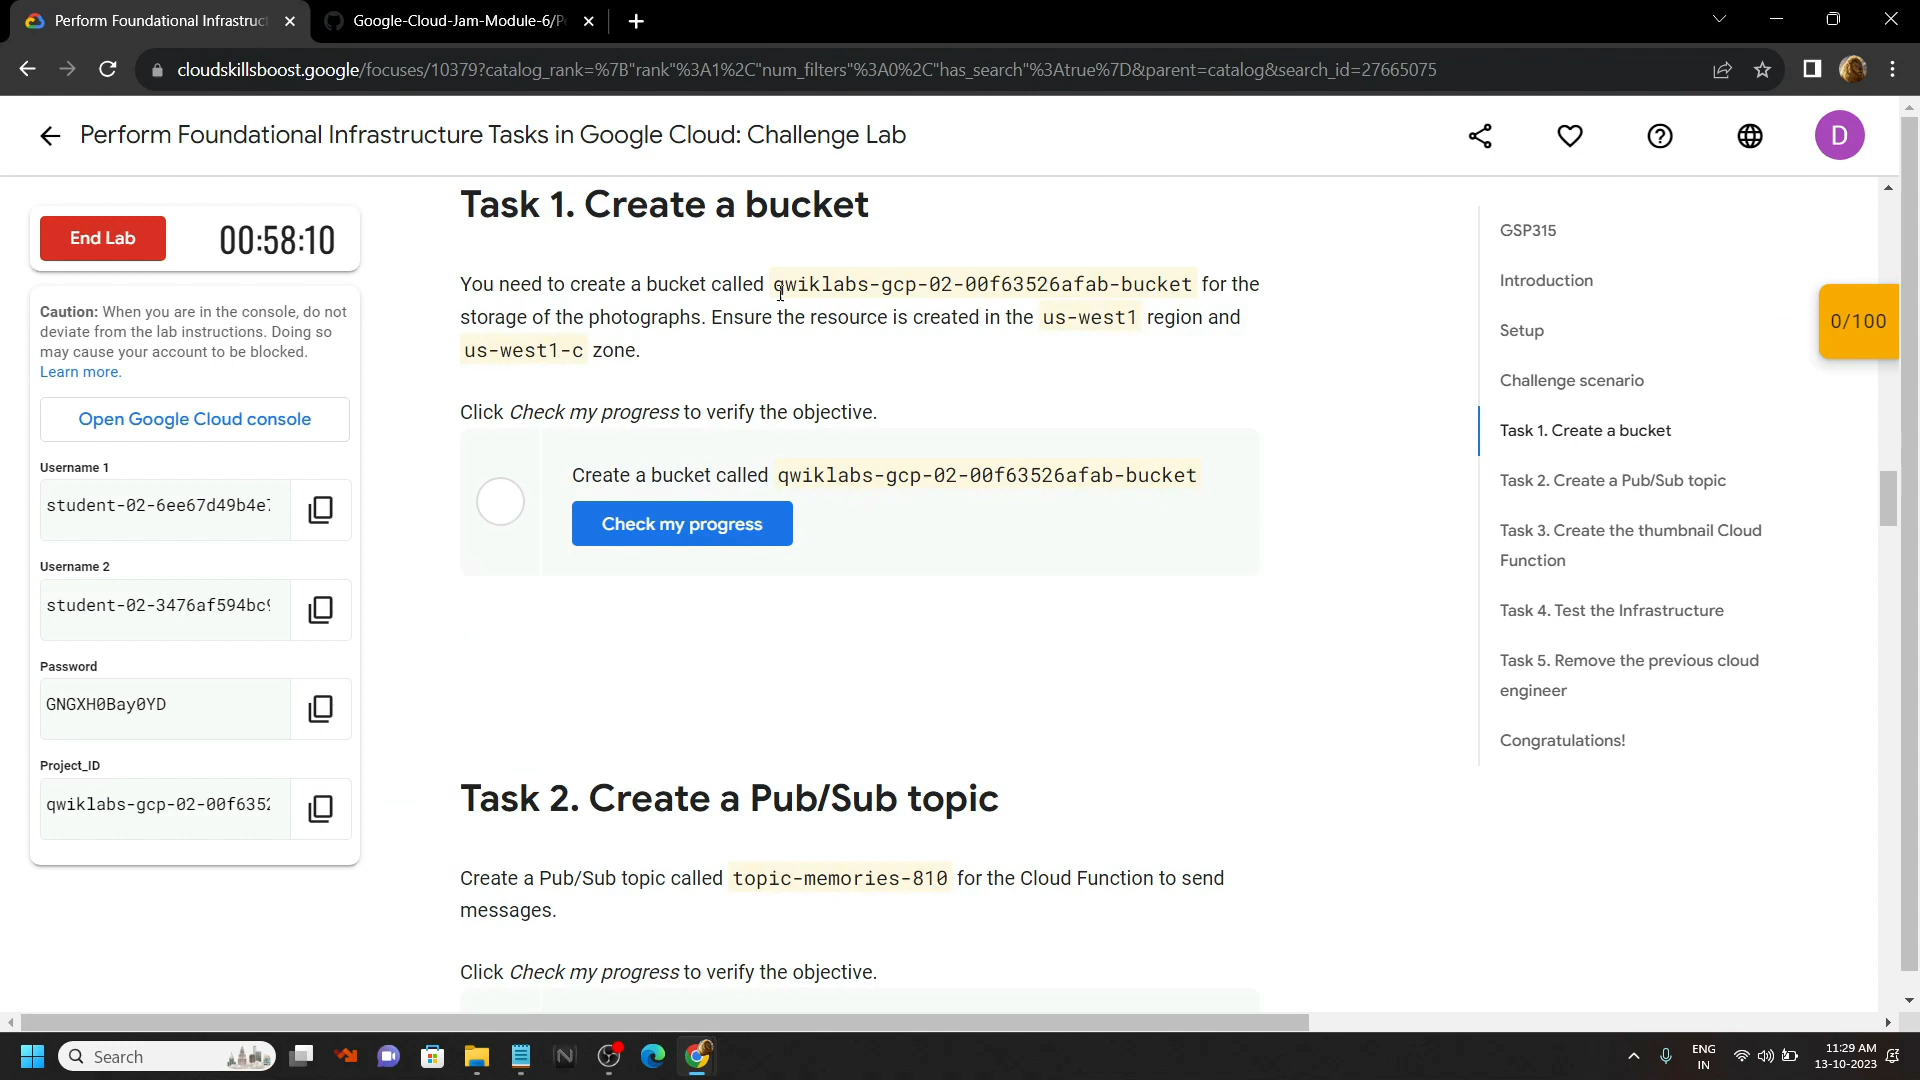 Perform Foundational Infrastruct
Google-Cloud-Jam-Module-6/Pe
cloudskillsboost.google/focuses/10379?catalog_rank=%7B"rank"%3A1%2C"num_filters"%3A0%2C"has_search"%3Atrue%7D&parent=catalog&search_id=27665075
Perform Foundational Infrastructure Tasks in Google Cloud: Challenge Lab
D
End Lab
00:58:10
Caution: When you are in the console, do not
deviate from the lab instructions. Doing so
may cause your account to be blocked.
Learn more.
Open Google Cloud console
Username 1
student-02-6ee67d49b4e7
Username 2
student-02-3476af594bc9
Password
GNGXH0Bay0YD
Project_ID
qwiklabs-gcp-02-00f6352
Task 1. Create a bucket
You need to create a bucket called qwiklabs-gcp-02-00f63526afab-bucket for the
storage of the photographs. Ensure the resource is created in the us-west1 region and
us-west1-c zone.
Click Check my progress to verify the objective.
Create a bucket called qwiklabs-gcp-02-00f63526afab-bucket
Check my progress
Task 2. Create a Pub/Sub topic
Create a Pub/Sub topic called topic-memories-810 for the Cloud Function to send
messages.
Click Check my progress to verify the objective.
GSP315
Introduction
Setup
Challenge scenario
Task 1. Create a bucket
Task 2. Create a Pub/Sub topic
Task 3. Create the thumbnail Cloud
Function
Task 4. Test the Infrastructure
Task 5. Remove the previous cloud
engineer
Congratulations!
0/100
Search
ENG
IN
11:29 AM
13-10-2023